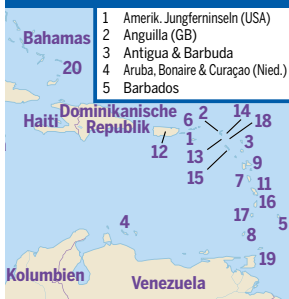 1 Amerik. Jungferninseln (USA)
2 Anguilla (GB)
3 Antigua & Barbuda
4 Aruba, Bonaire & Curaçao (Nied.)
5 Barbados
Bahamas
20
Haiti
Dominikanische
Republik
12
6
2
14
18
1
13
3
15
9
7
11
16
17
5
4
8
19
Kolumbien
Venezuela